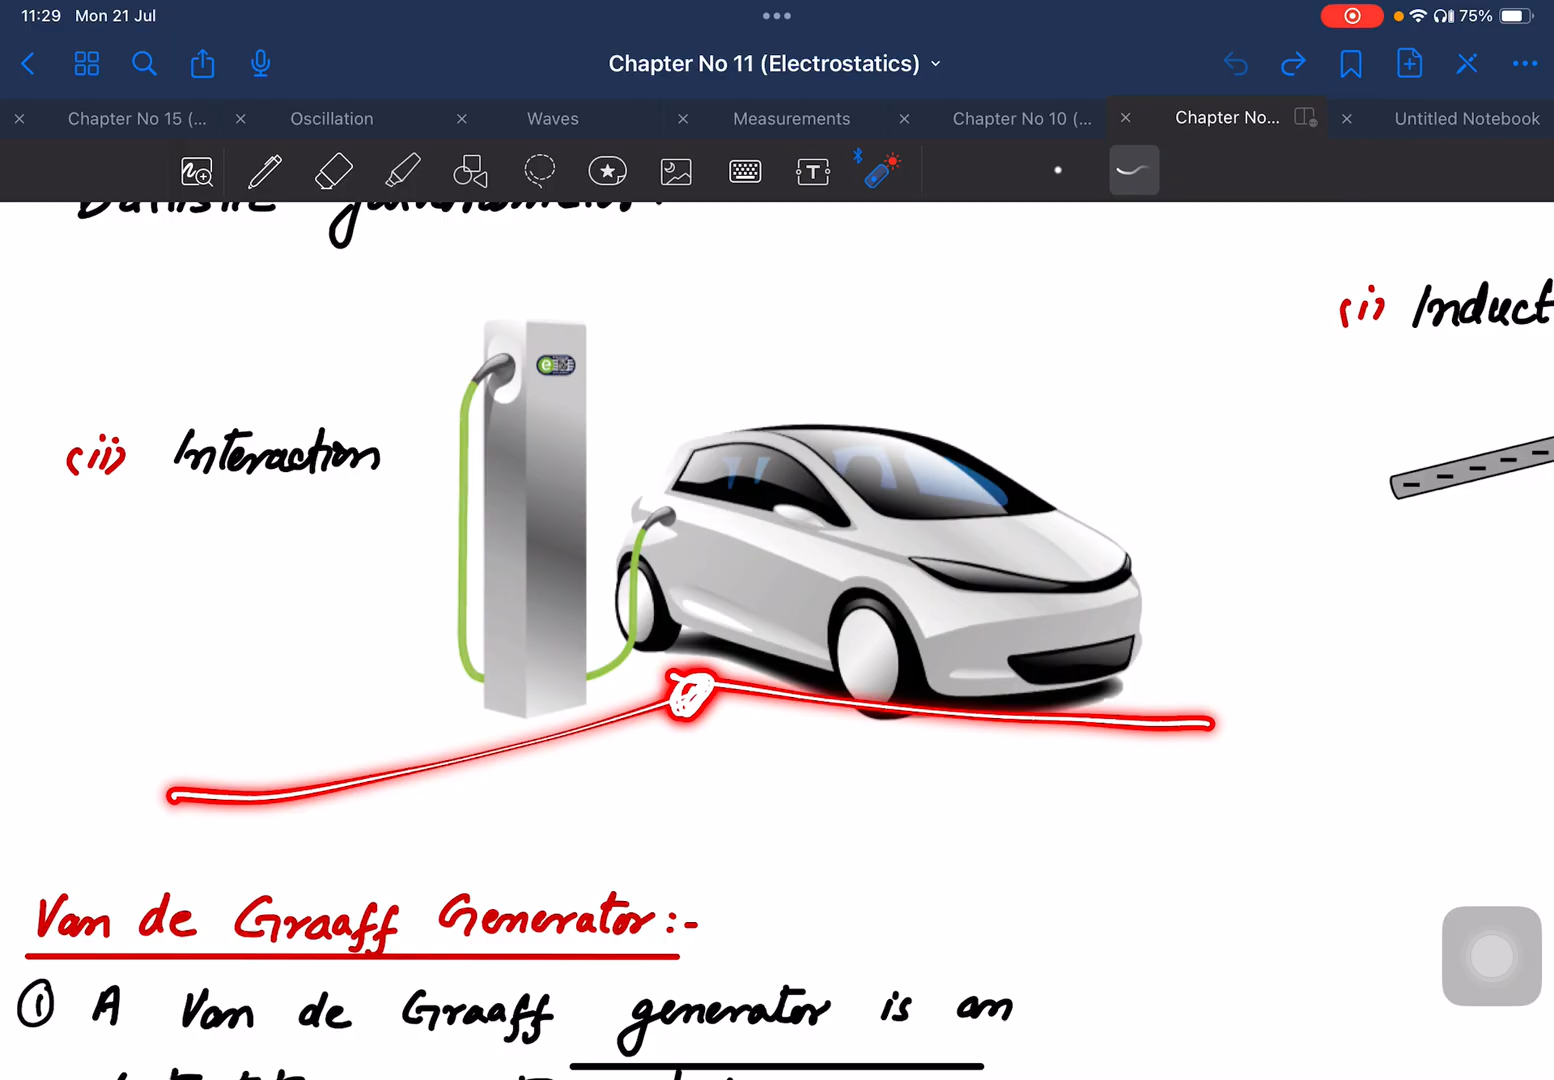 11:29 Mon 21 Jul
75%
Chapter No 11 (Electrostatics)
Chapter No 15 (...
Oscillation
Waves
Measurements
Chapter No 10 (...
Chapter No...
Untitled Notebook
T
(i) Induct
(ii) Interaction
Van de Graaff Generator:-
① A Van de Graaff generator is an